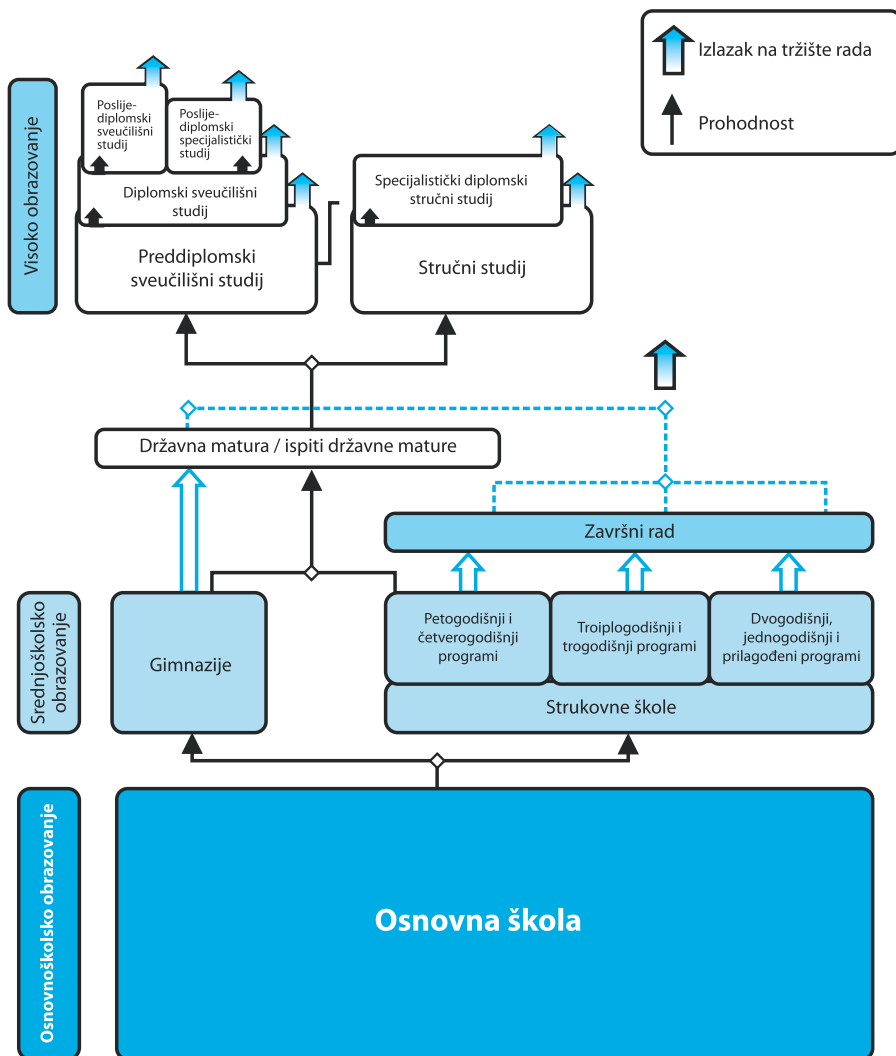 Izlazak na tržište rada
Prohodnost
Visoko obrazovanje
Poslije-
diplomski
sveučilišni
studij
Poslije-
diplomski
specijalistički
studij
Diplomski sveučilišni
studij
Preddiplomski
sveučilišni studij
Specijalistički diplomski
stručni studij
Stručni studij
Državna matura / ispiti državne mature
Završni rad
Srednjoškolsko
obrazovanje
Gimnazije
Petogodišnji i
četverogodišnji
programi
Troiplogodišnji i
trogodišnji programi
Dvogodišnji,
jednogodišnji i
prilagođeni programi
Strukovne škole
Osnovnoškolsko obrazovanje
Osnovna škola